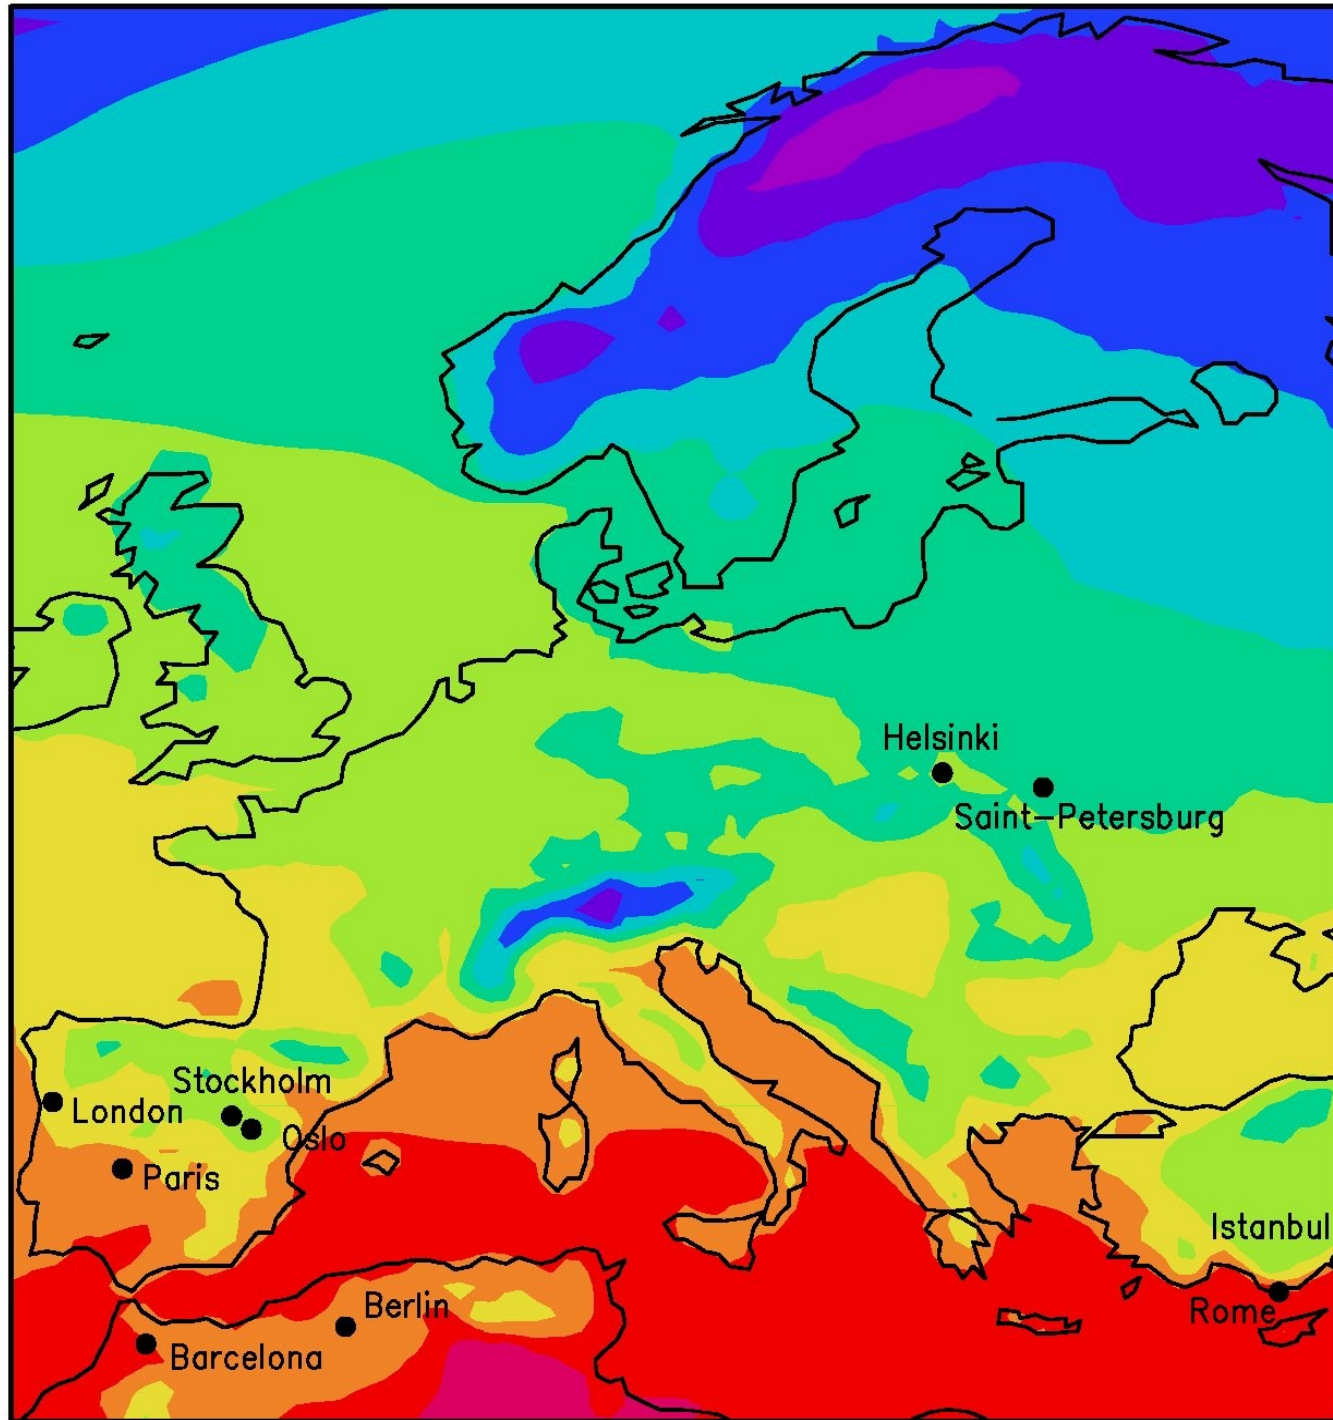 Helsinki
Saint-Petersburg
Stockholm
London
Oslo
Paris
Istanbul
Berlin
Rome
Barcelona